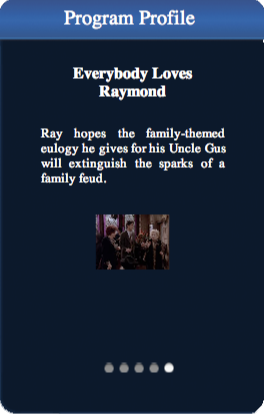 Program Profile
Everybody Loves
Raymond
Ray hopes the family-themed
eulogy he gives for his Uncle Gus
will extinguish the sparks of a
family feud.